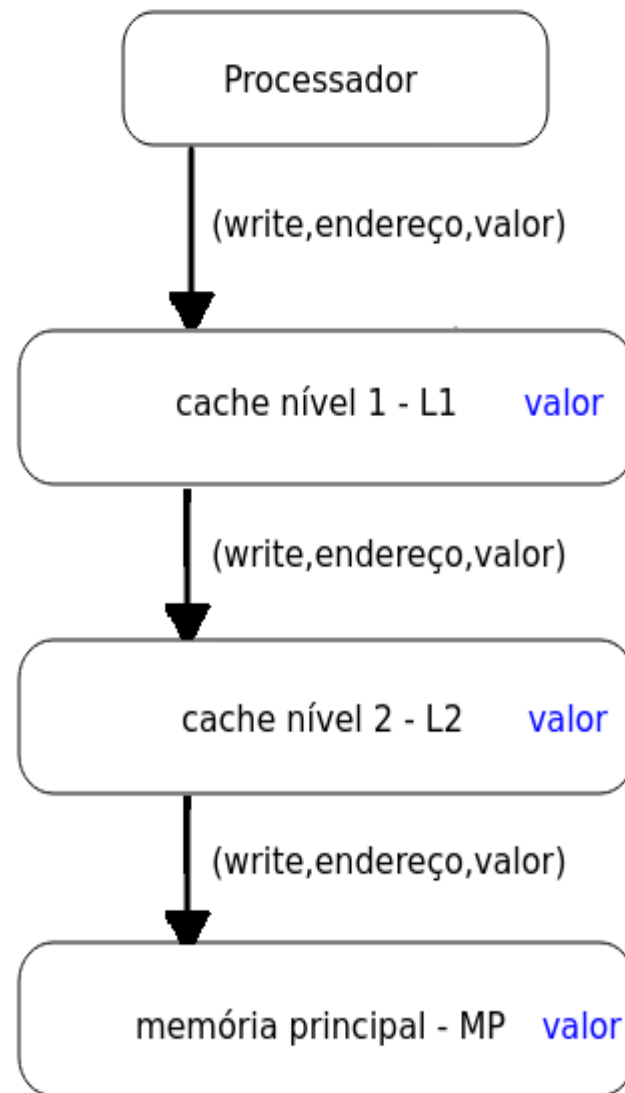 Processador
(write,endereço,valor)
cache nível 1 - L1 valor
(write,endereço,valor)
cache nível 2 - L2 valor
(write,endereço,valor)
memória principal - MP valor